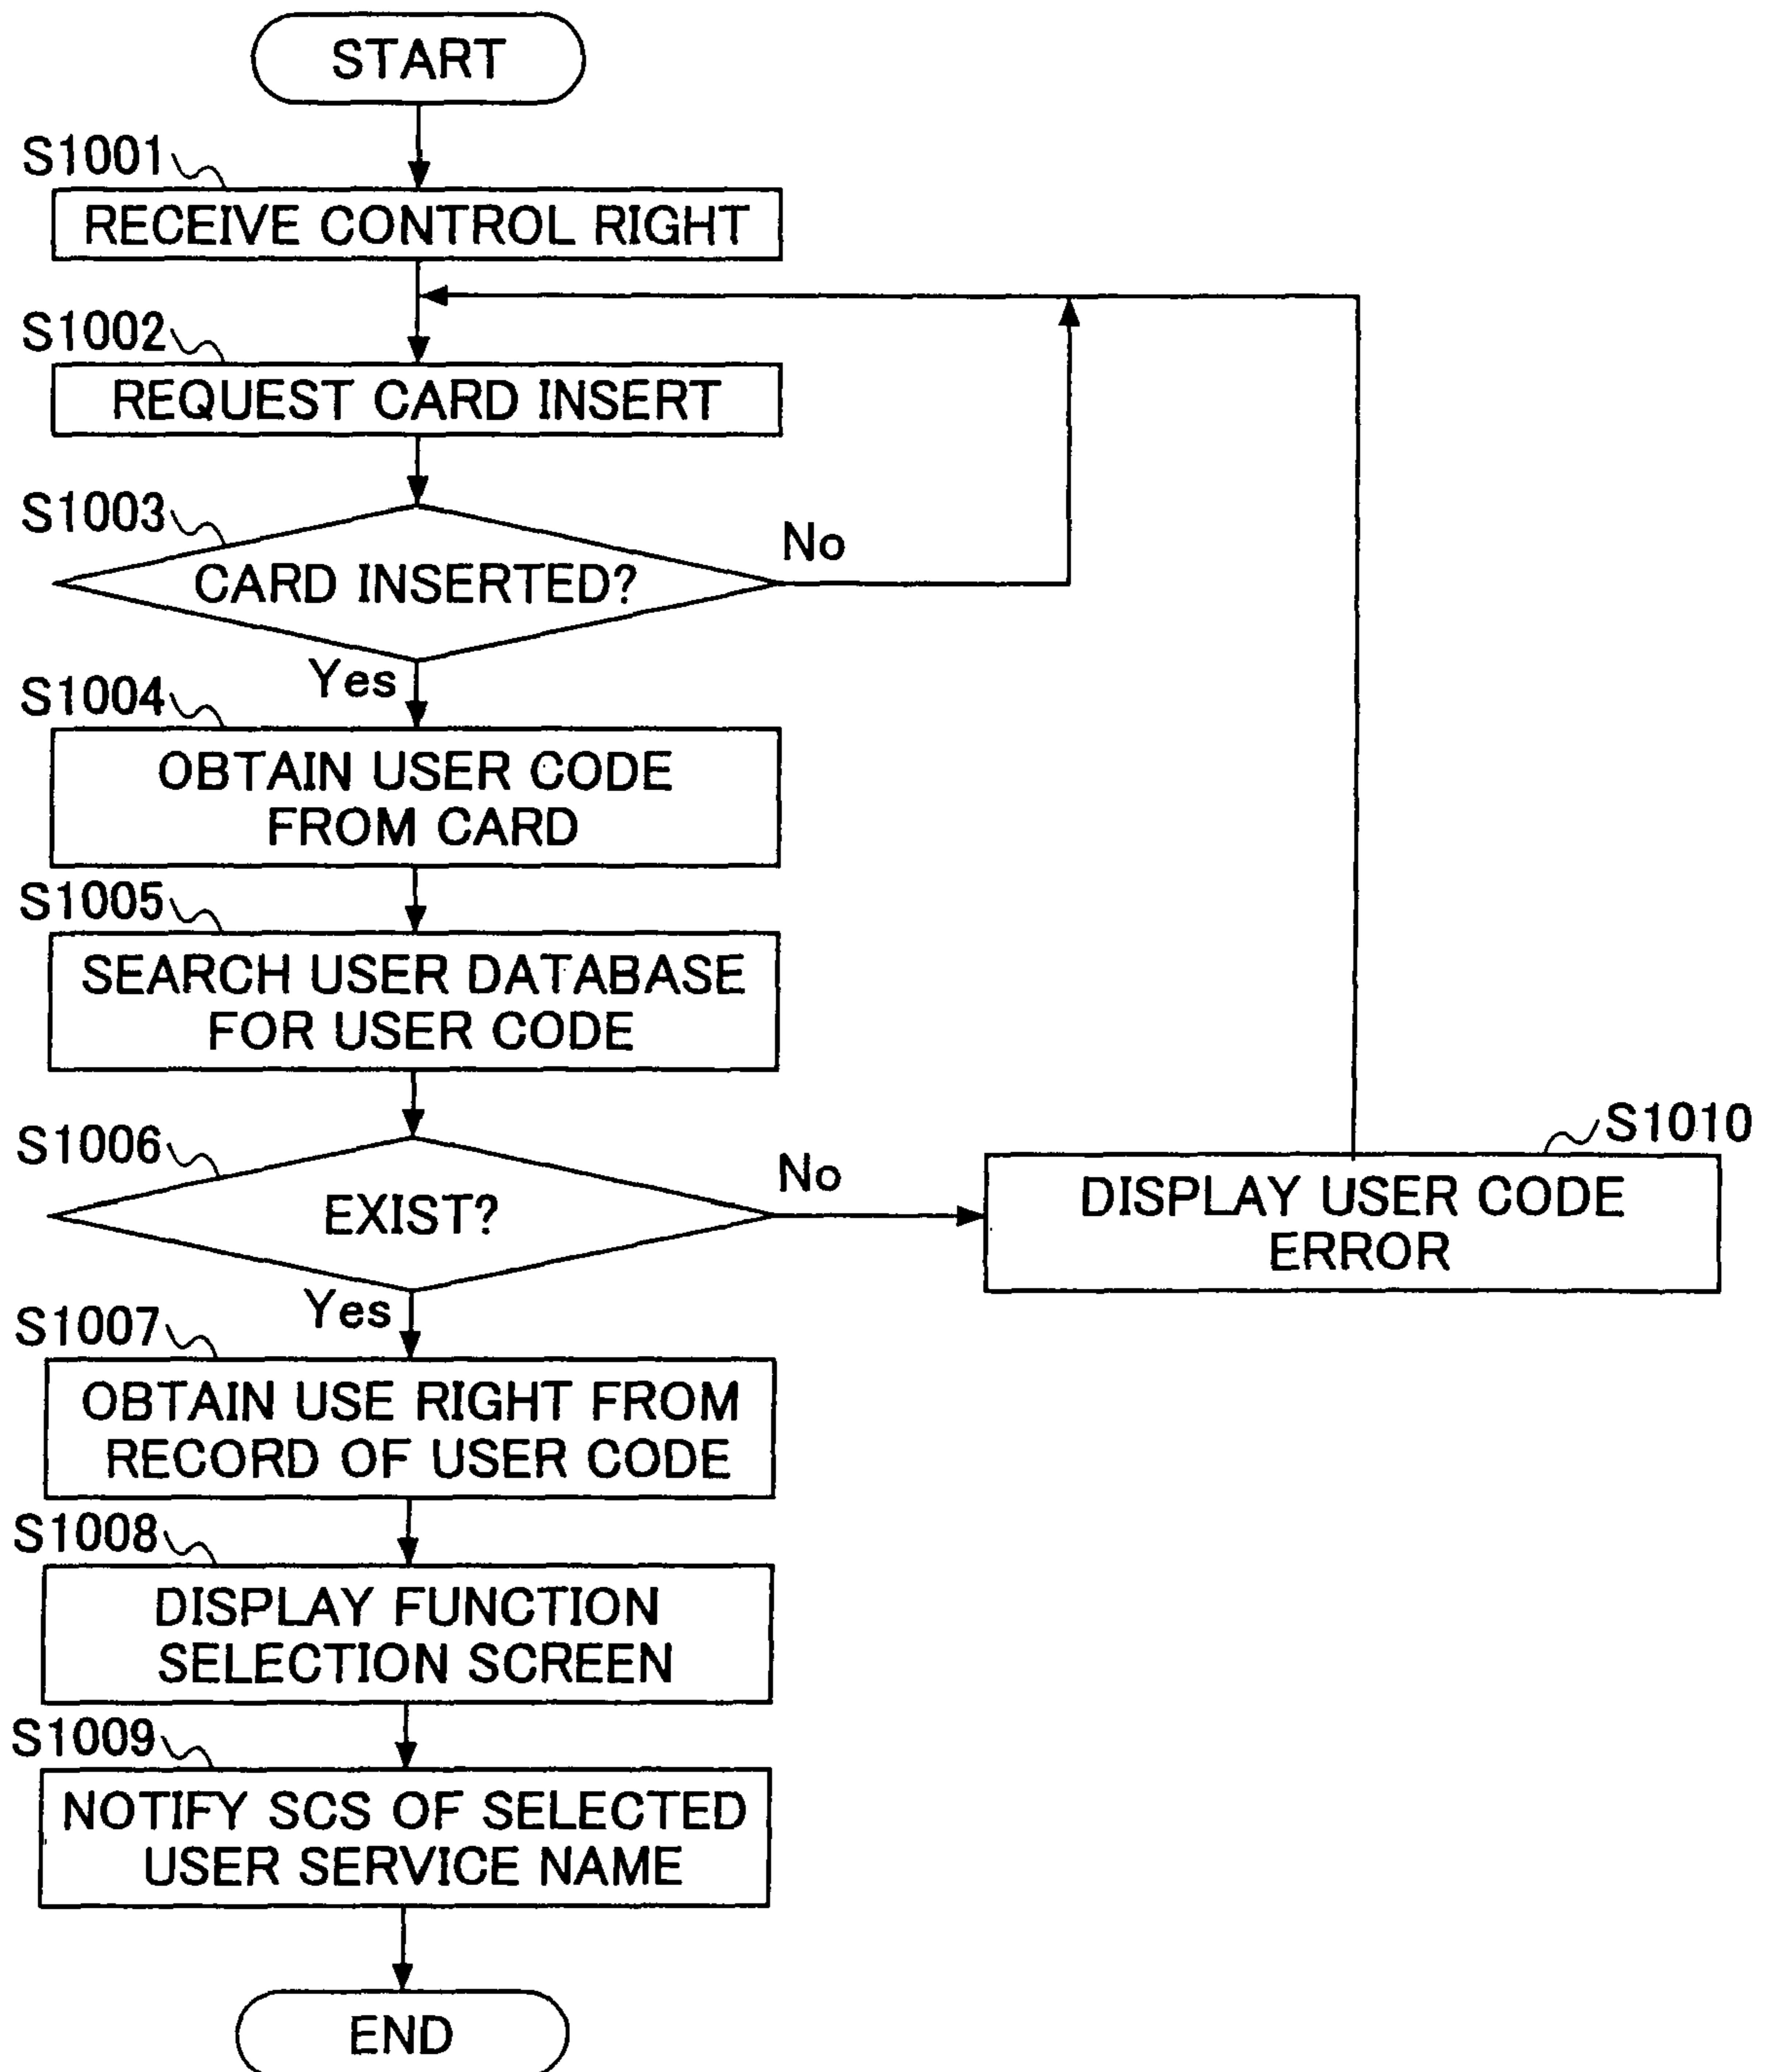 START
S1001
RECEIVE CONTROL RIGHT
S1002
REQUEST CARD INSERT
S1003
CARD INSERTED?
No
Yes
S1004
OBTAIN USER CODE
FROM CARD
S1005
SEARCH USER DATABASE
FOR USER CODE
S1006
EXIST?
No
S1010
DISPLAY USER CODE
ERROR
Yes
S1007
OBTAIN USE RIGHT FROM
RECORD OF USER CODE
S1008
DISPLAY FUNCTION
SELECTION SCREEN
S1009
NOTIFY SCS OF SELECTED
USER SERVICE NAME
END